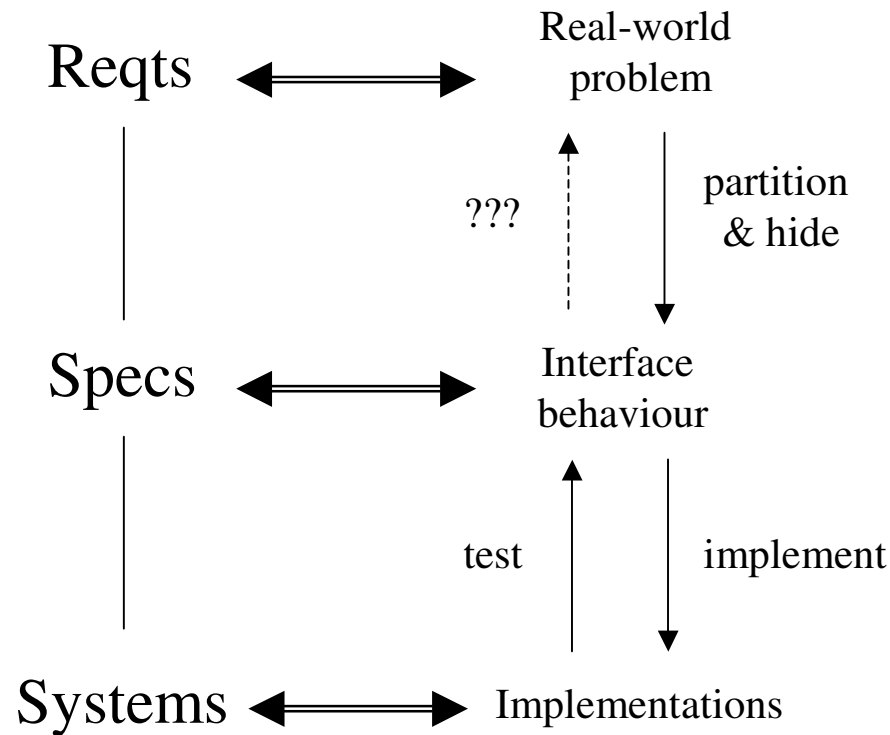 Reqts
Real-world
problem
???
partition
& hide
Specs
Interface
behaviour
test
implement
Systems
Implementations